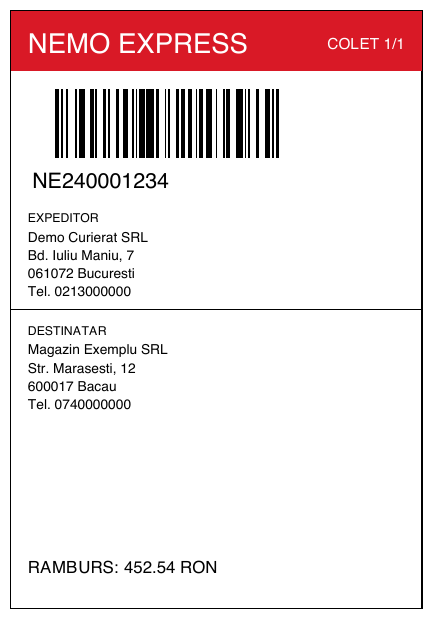 NEMO EXPRESS
COLET 1/1
NE240001234
EXPEDITOR
Demo Curierat SRL
Bd. Iuliu Maniu, 7
061072 Bucuresti
Tel. 0213000000
DESTINATAR
Magazin Exemplu SRL
Str. Marasesti, 12
600017 Bacau
Tel. 0740000000
RAMBURS: 452.54 RON